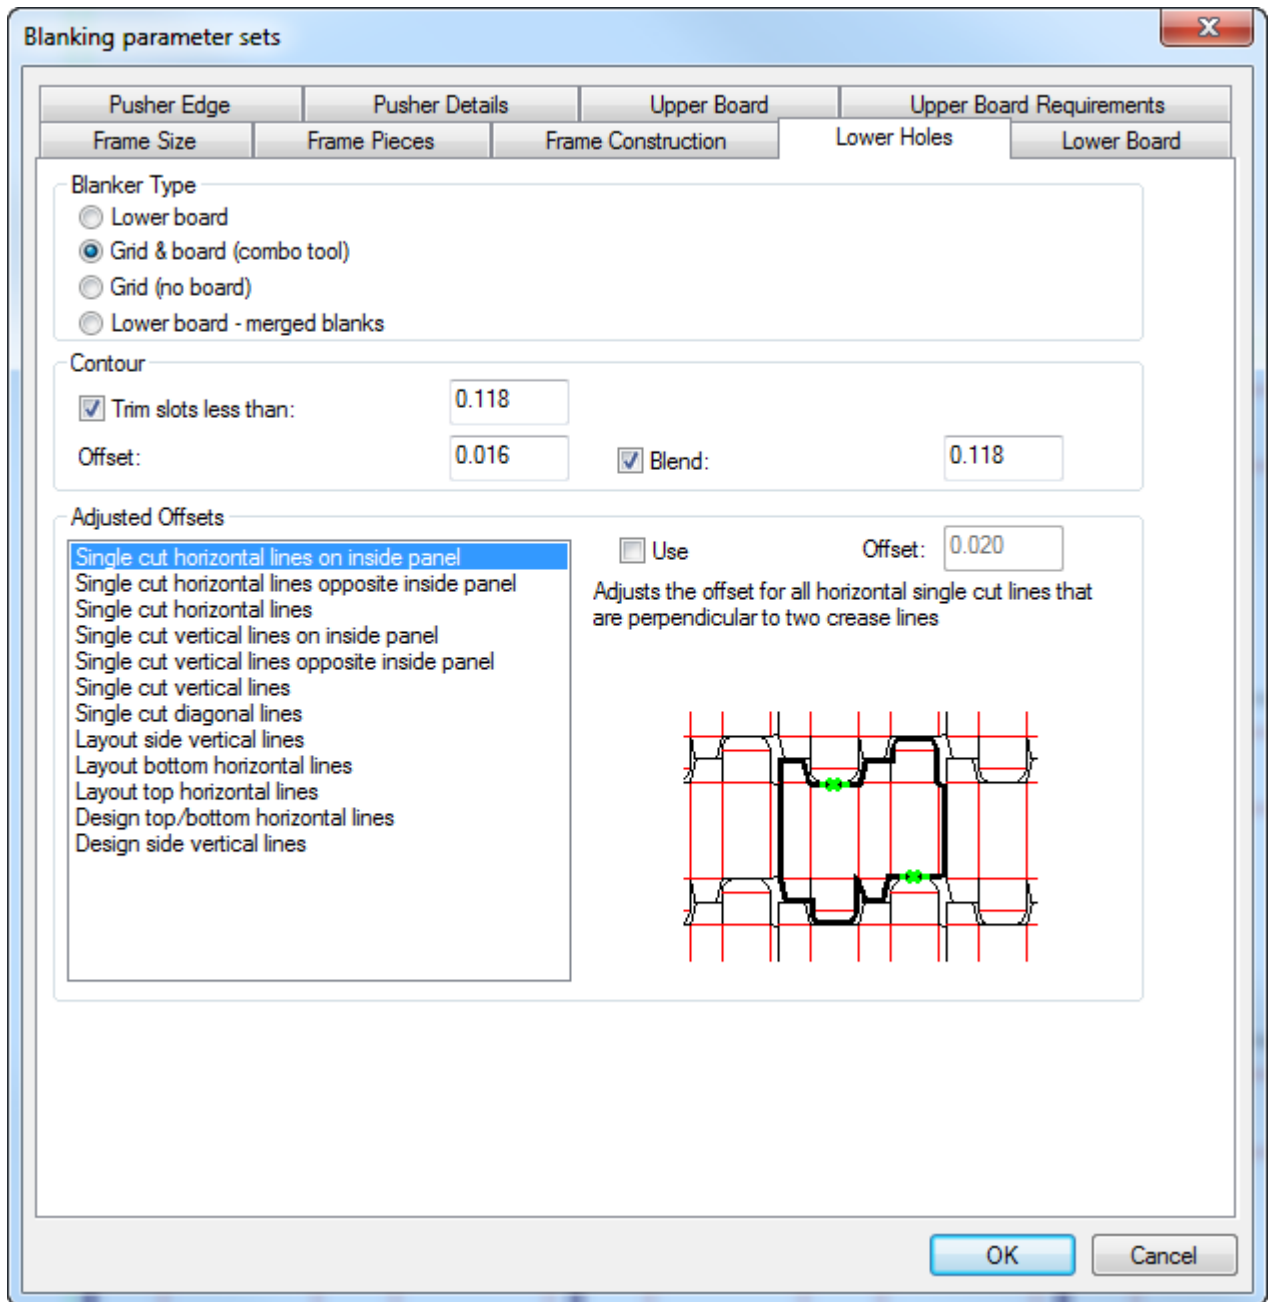 Blanking parameter sets
Pusher Edge
Pusher Details
Upper Board
Upper Board Requirements
Frame Size
Frame Pieces
Frame Construction
Lower Holes
Lower Board
Blanker Type
Lower board
Grid & board (combo tool)
Grid (no board)
Lower board - merged blanks
Contour
Trim slots less than:
0.118
Offset:
0.016
Blend:
0.118
Adjusted Offsets
Single cut horizontal lines on inside panel
Single cut horizontal lines opposite inside panel
Single cut horizontal lines
Single cut vertical lines on inside panel
Single cut vertical lines opposite inside panel
Single cut vertical lines
Single cut diagonal lines
Layout side vertical lines
Layout bottom horizontal lines
Layout top horizontal lines
Design top/bottom horizontal lines
Design side vertical lines
Use
Offset:
0.020
Adjusts the offset for all horizontal single cut lines that
are perpendicular to two crease lines
OK
Cancel